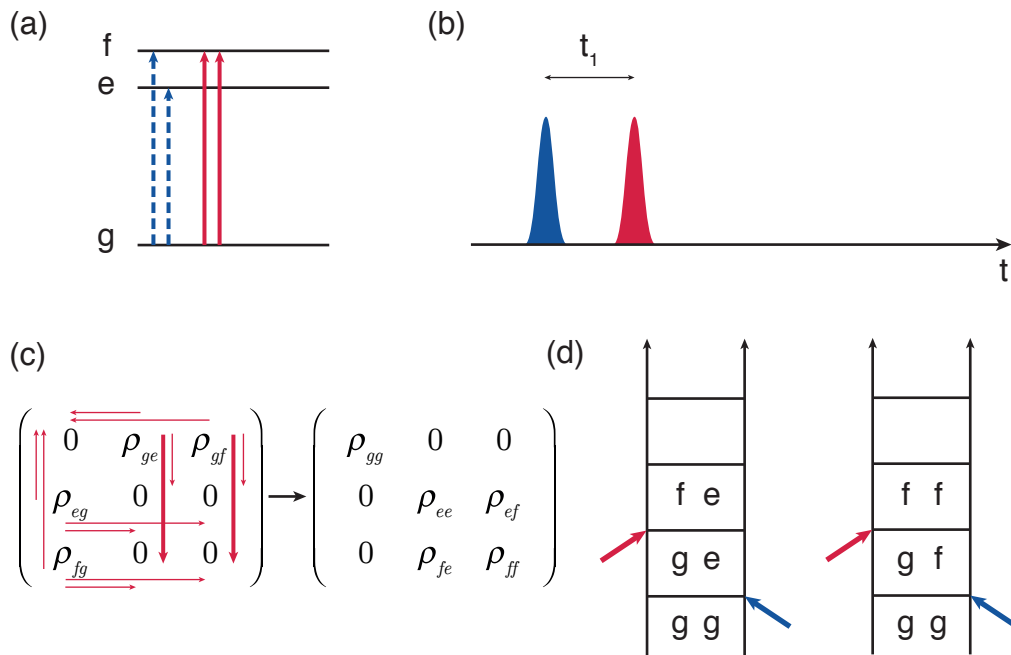 (a)
f
e
g
(b)
t₁
t
(c)
0 ρge ρgf
ρeg 0 0
ρfg 0 0
ρgg 0 0
0 ρee ρef
0 ρfe ρff
(d)
f e
g e
g g
f f
g f
g g